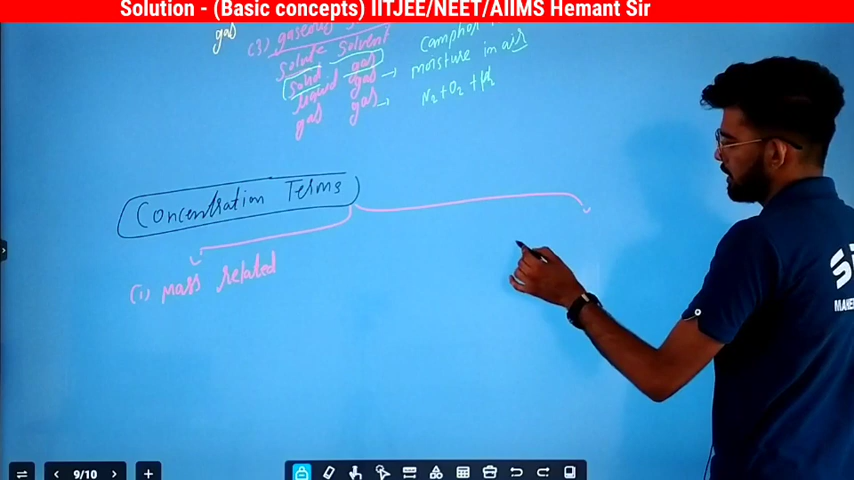 Solution - (Basic concepts) IITJEE/NEET/AIIMS Hemant Sir
gas
(3) gaseous
solute solvent
solid gas
liquid gas → moisture in air
gas gas → N2 + O2 + H2
Concentration Terms
(1) Mass related
9/10